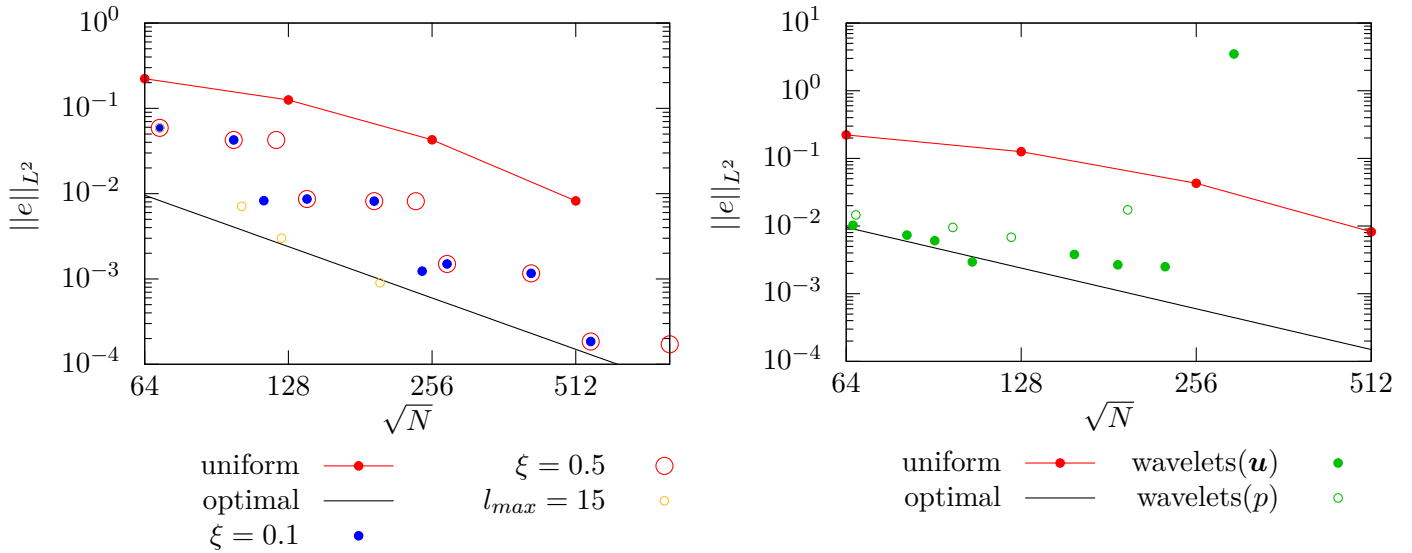 10^0
10^{-1}
10^{-2}
10^{-3}
10^{-4}
||e||_{L^2}
64 128 256 512
√N
uniform
optimal
ξ = 0.1
ξ = 0.5
l_{max} = 15
10^1
10^0
10^{-1}
10^{-2}
10^{-3}
10^{-4}
||e||_{L^2}
64 128 256 512
√N
uniform
optimal
wavelets(u)
wavelets(p)